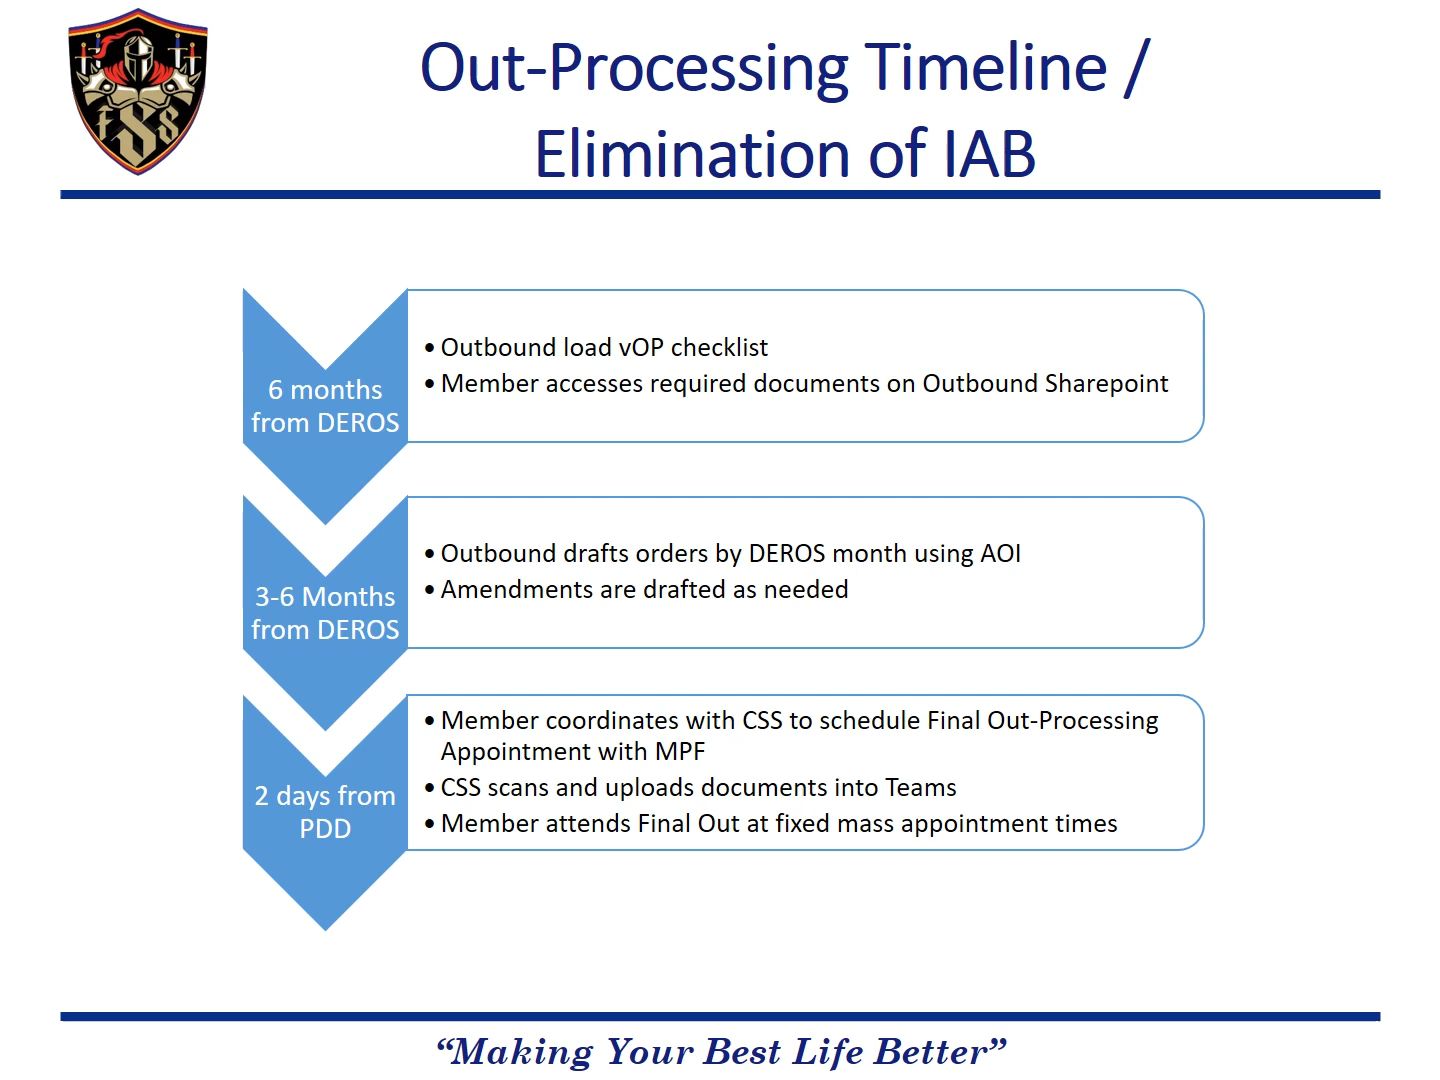 FSS
Out-Processing Timeline /
Elimination of IAB
6 months
from DEROS
• Outbound load vOP checklist
• Member accesses required documents on Outbound Sharepoint
3-6 Months
from DEROS
• Outbound drafts orders by DEROS month using AOI
• Amendments are drafted as needed
2 days from
PDD
• Member coordinates with CSS to schedule Final Out-Processing
Appointment with MPF
• CSS scans and uploads documents into Teams
• Member attends Final Out at fixed mass appointment times
“Making Your Best Life Better”